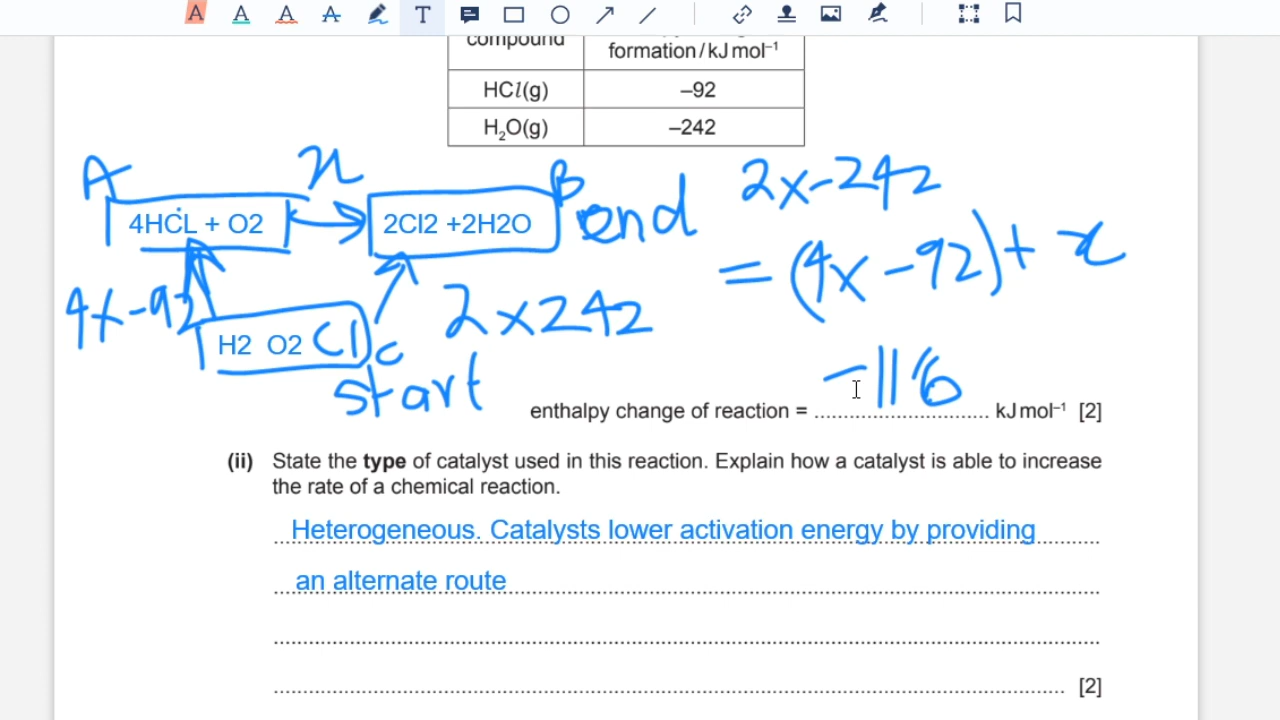 A A A A T
compound
formation / kJ mol⁻¹
HCl(g) –92
H₂O(g) –242
A x B 2x-242
4HCL + O2 2Cl2 +2H2O end
= (4x-92)+x
4x-92 2x242
H2 O2 Cl C
start -116
enthalpy change of reaction = .............................. kJ mol⁻¹ [2]
(ii) State the type of catalyst used in this reaction. Explain how a catalyst is able to increase
the rate of a chemical reaction.
Heterogeneous. Catalysts lower activation energy by providing
an alternate route
[2]